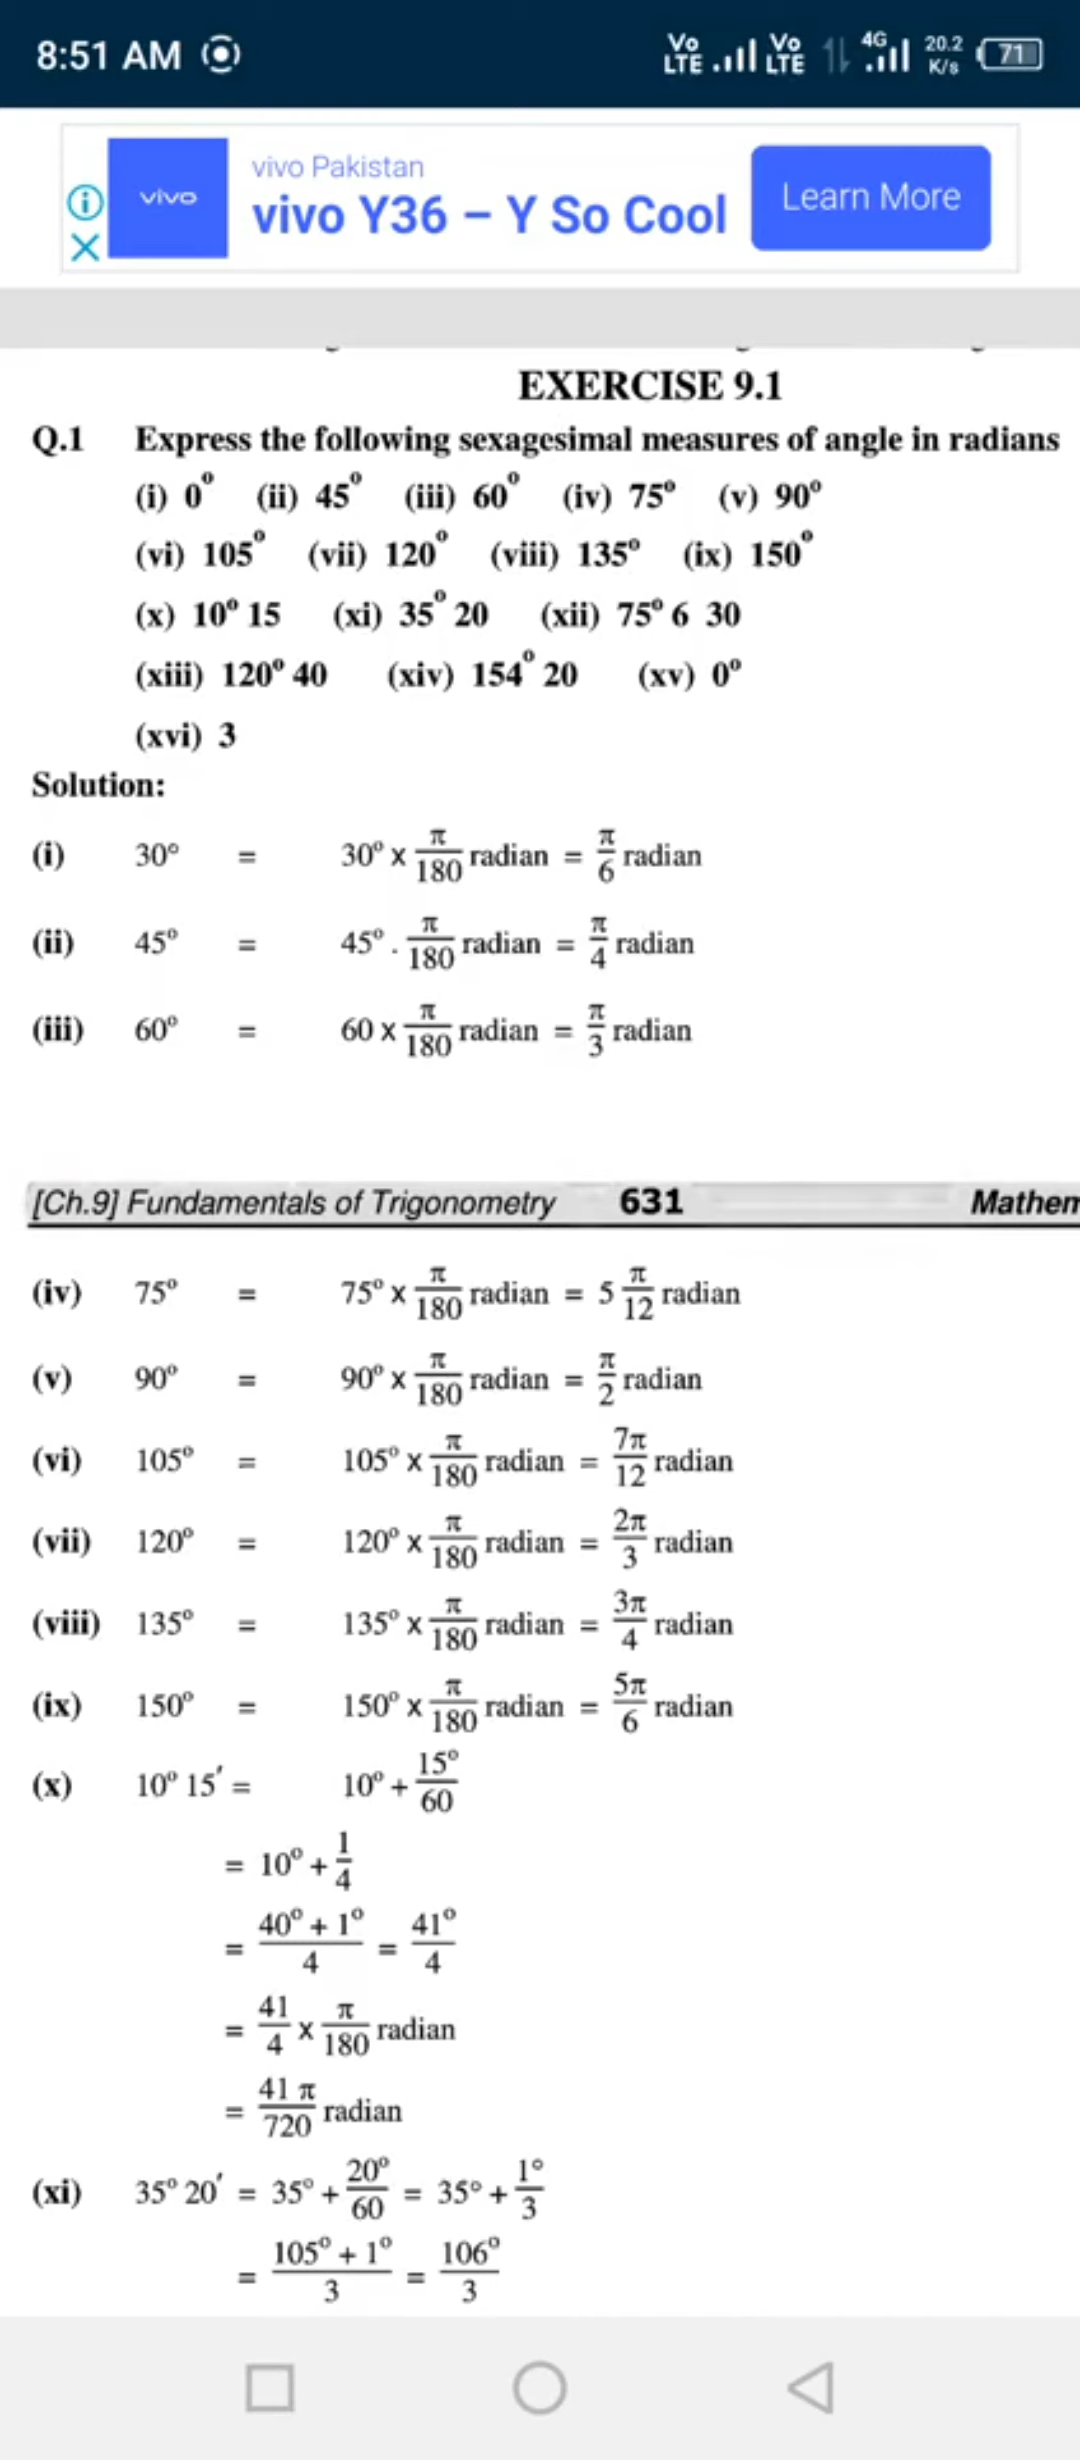 8:51 AM Vo LTE Vo LTE 4G 20.2 K/s 71
vivo
vivo Pakistan
vivo Y36 – Y So Cool
Learn More
EXERCISE 9.1
Q.1 Express the following sexagesimal measures of angle in radians
(i) 0° (ii) 45° (iii) 60° (iv) 75° (v) 90°
(vi) 105° (vii) 120° (viii) 135° (ix) 150°
(x) 10° 15 (xi) 35° 20 (xii) 75° 6 30
(xiii) 120° 40 (xiv) 154° 20 (xv) 0°
(xvi) 3
Solution:
(i) 30° = 30° x π/180 radian = π/6 radian
(ii) 45° = 45° . π/180 radian = π/4 radian
(iii) 60° = 60 x π/180 radian = π/3 radian
[Ch.9] Fundamentals of Trigonometry 631 Mathem
(iv) 75° = 75° x π/180 radian = 5 π/12 radian
(v) 90° = 90° x π/180 radian = π/2 radian
(vi) 105° = 105° x π/180 radian = 7π/12 radian
(vii) 120° = 120° x π/180 radian = 2π/3 radian
(viii) 135° = 135° x π/180 radian = 3π/4 radian
(ix) 150° = 150° x π/180 radian = 5π/6 radian
(x) 10° 15′ = 10° + 15°/60
= 10° + 1/4
= 40° + 1°/4 = 41°/4
= 41/4 x π/180 radian
= 41 π/720 radian
(xi) 35° 20′ = 35° + 20°/60 = 35° + 1°/3
= 105° + 1°/3 = 106°/3